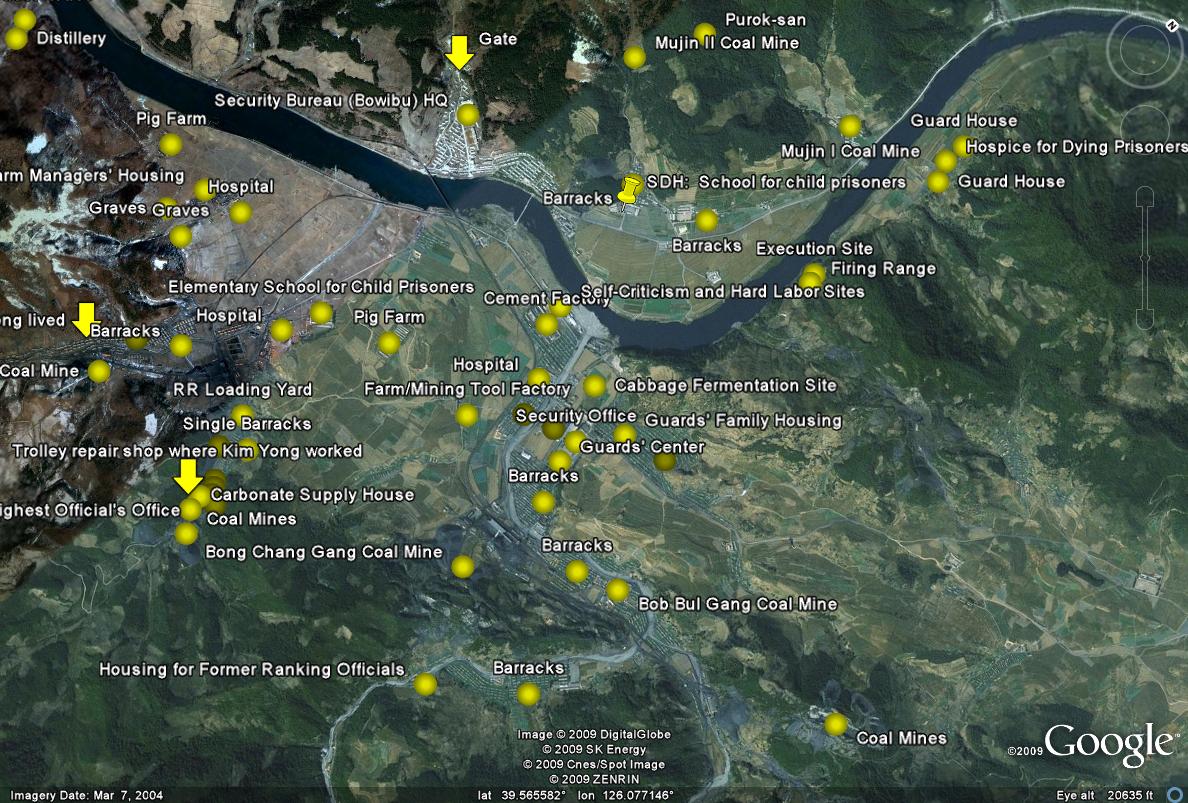 Distillery
Gate
Purok-san
Mujin II Coal Mine
Security Bureau (Bowibu) HQ
Pig Farm
Guard House
Mujin I Coal Mine
Hospice for Dying Prisoners
arm Managers' Housing
Hospital
SDH: School for child prisoners
Guard House
Barracks
Graves
Graves
Barracks
Execution Site
Firing Range
Elementary School for Child Prisoners
Cement Factory
Self-Criticism and Hard Labor Sites
ong lived
Barracks
Hospital
Pig Farm
Coal Mine
Hospital
RR Loading Yard
Farm/Mining Tool Factory
Cabbage Fermentation Site
Single Barracks
Security Office
Guards' Family Housing
Trolley repair shop where Kim Yong worked
Guards' Center
Barracks
Carbonate Supply House
ighest Official's Office
Coal Mines
Bong Chang Gang Coal Mine
Barracks
Bob Bul Gang Coal Mine
Housing for Former Ranking Officials
Barracks
Coal Mines
Image © 2009 DigitalGlobe
© 2009 SK Energy
© 2009 Cnes/Spot Image
© 2009 ZENRIN
©2009 Google™
Imagery Date: Mar 7, 2004
lat 39.565582° lon 126.077146°
Eye alt 20635 ft
N